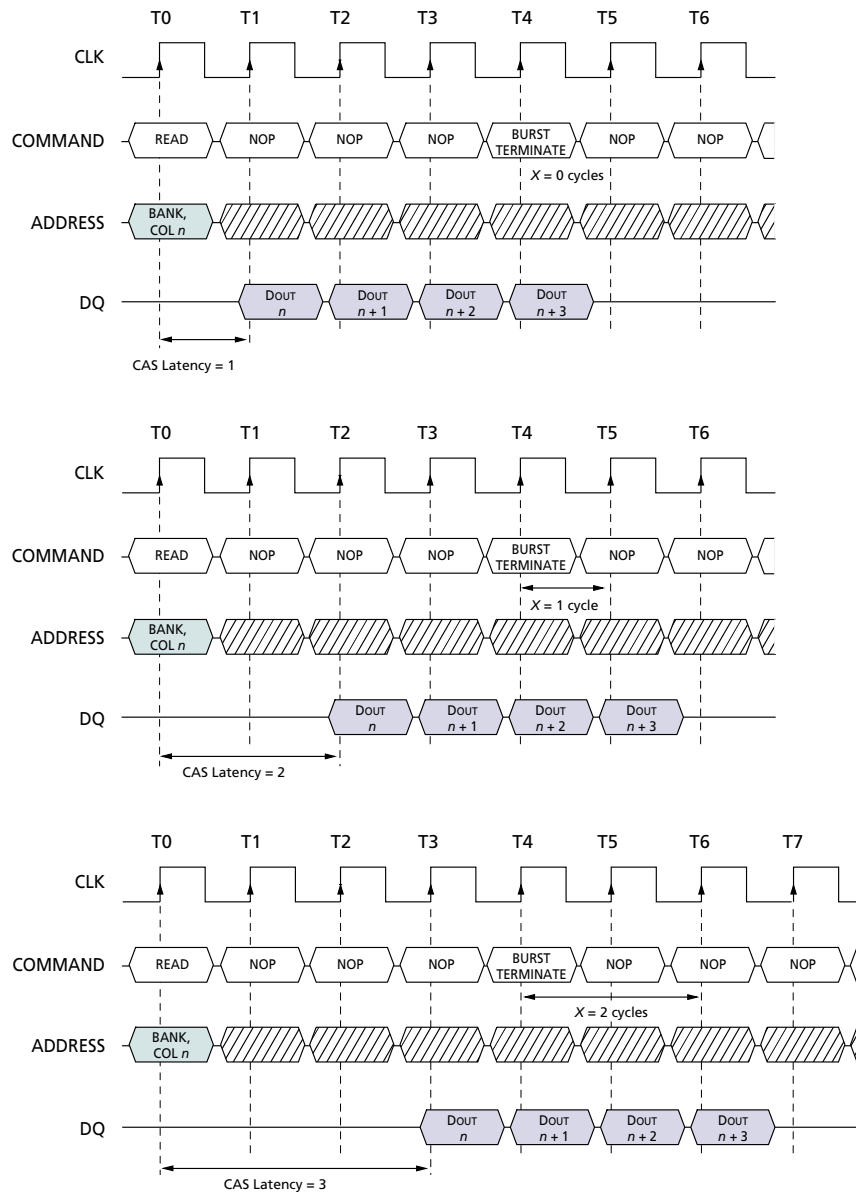 T0 T1 T2 T3 T4 T5 T6
CLK
COMMAND READ NOP NOP NOP BURST TERMINATE NOP NOP
X = 0 cycles
ADDRESS BANK, COL n
DQ DOUT n DOUT n + 1 DOUT n + 2 DOUT n + 3
CAS Latency = 1
T0 T1 T2 T3 T4 T5 T6
CLK
COMMAND READ NOP NOP NOP BURST TERMINATE NOP NOP
X = 1 cycle
ADDRESS BANK, COL n
DQ DOUT n DOUT n + 1 DOUT n + 2 DOUT n + 3
CAS Latency = 2
T0 T1 T2 T3 T4 T5 T6 T7
CLK
COMMAND READ NOP NOP NOP BURST TERMINATE NOP NOP NOP
X = 2 cycles
ADDRESS BANK, COL n
DQ DOUT n DOUT n + 1 DOUT n + 2 DOUT n + 3
CAS Latency = 3